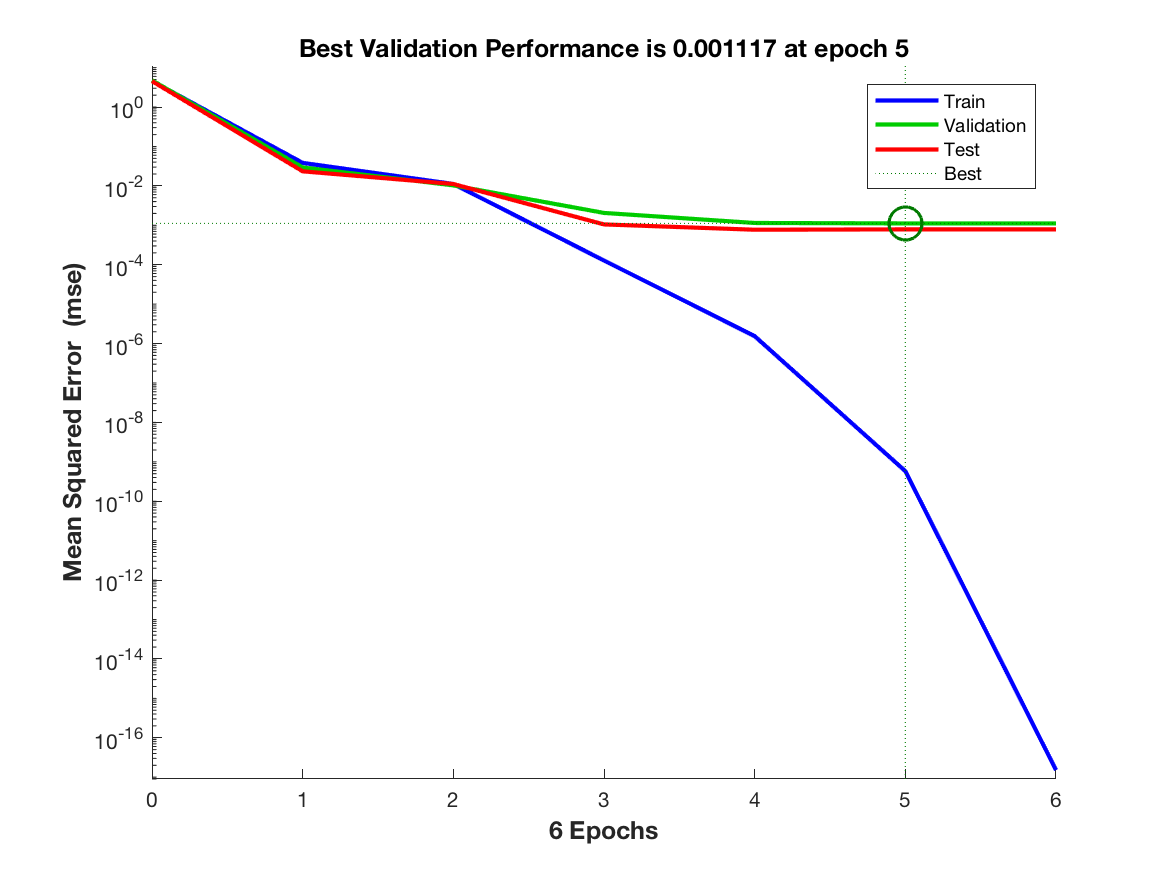 Best Validation Performance is 0.001117 at epoch 5
Train
Validation
Test
Best
Mean Squared Error (mse)
10^0
10^-2
10^-4
10^-6
10^-8
10^-10
10^-12
10^-14
10^-16
0 1 2 3 4 5 6
6 Epochs